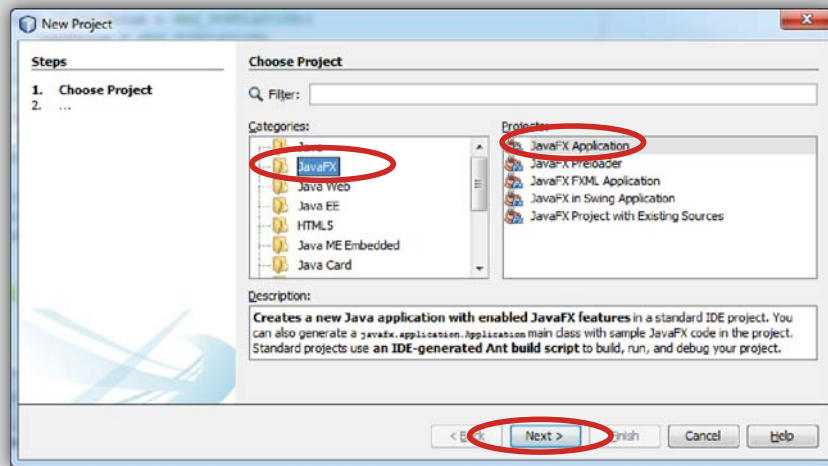 New Project
Steps
1. Choose Project
2. ...
Choose Project
Filter:
Categories:
Java
JavaFX
Java Web
Java EE
HTML5
Java ME Embedded
Java Card
Projects:
JavaFX Application
JavaFX Preloader
JavaFX FXML Application
JavaFX in Swing Application
JavaFX Project with Existing Sources
Description:
Creates a new Java application with enabled JavaFX features in a standard IDE project. You
can also generate a javafx.application.Application main class with sample JavaFX code in the project.
Standard projects use an IDE-generated Ant build script to build, run, and debug your project.
< Back Next > Finish Cancel Help